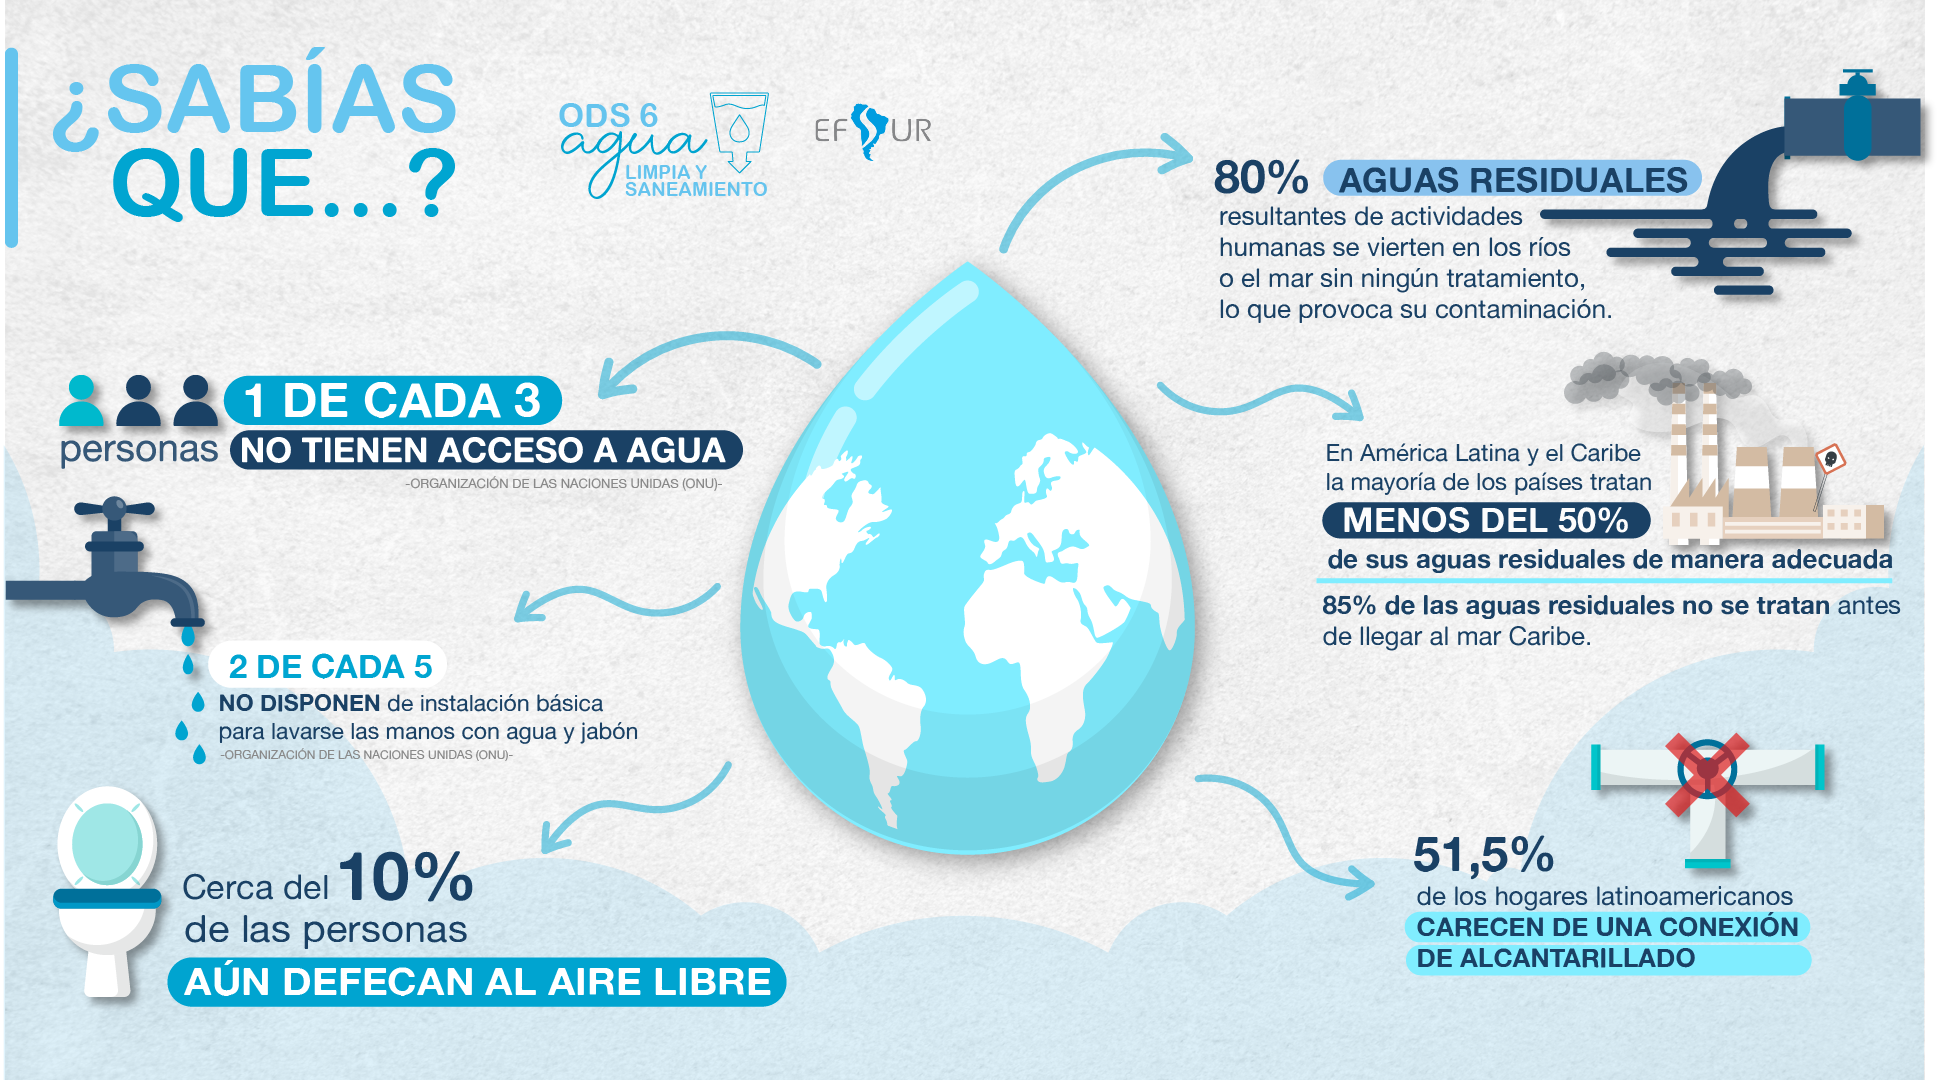 ¿SABÍAS
QUE...?
ODS 6
agua
LIMPIA Y
SANEAMIENTO
EF UR
80% AGUAS RESIDUALES
resultantes de actividades
humanas se vierten en los ríos
o el mar sin ningún tratamiento,
lo que provoca su contaminación.
1 DE CADA 3
personas NO TIENEN ACCESO A AGUA
-ORGANIZACIÓN DE LAS NACIONES UNIDAS (ONU)-
En América Latina y el Caribe
la mayoría de los países tratan
MENOS DEL 50%
de sus aguas residuales de manera adecuada
85% de las aguas residuales no se tratan antes
de llegar al mar Caribe.
2 DE CADA 5
NO DISPONEN de instalación básica
para lavarse las manos con agua y jabón
-ORGANIZACIÓN DE LAS NACIONES UNIDAS (ONU)-
Cerca del 10%
de las personas
AÚN DEFECAN AL AIRE LIBRE
51,5%
de los hogares latinoamericanos
CARECEN DE UNA CONEXIÓN
DE ALCANTARILLADO